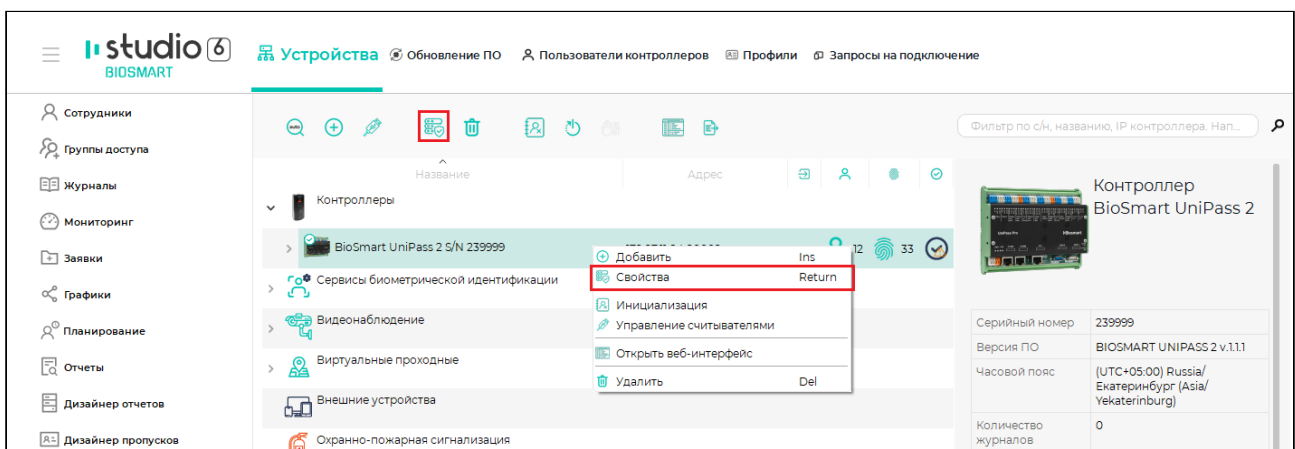 studio 6
BIOSMART
Устройства
Обновление ПО
Пользователи контроллеров
Профили
Запросы на подключение
Сотрудники
Группы доступа
Журналы
Мониторинг
Заявки
Графики
Планирование
Отчеты
Дизайнер отчетов
Дизайнер пропусков
Фильтр по с/н, названию, IP контроллера. Нап...
Название
Адрес
Контроллеры
BioSmart UniPass 2 S/N 239999
12
33
Сервисы биометрической идентификации
Видеонаблюдение
Виртуальные проходные
Внешние устройства
Охранно-пожарная сигнализация
Добавить Ins
Свойства Return
Инициализация
Управление считывателями
Открыть веб-интерфейс
Удалить Del
Контроллер
BioSmart UniPass 2
Серийный номер 239999
Версия ПО BIOSMART UNIPASS 2 v.1.1.1
Часовой пояс (UTC+05:00) Russia/
Екатеринбург (Asia/
Yekaterinburg)
Количество 0
журналов